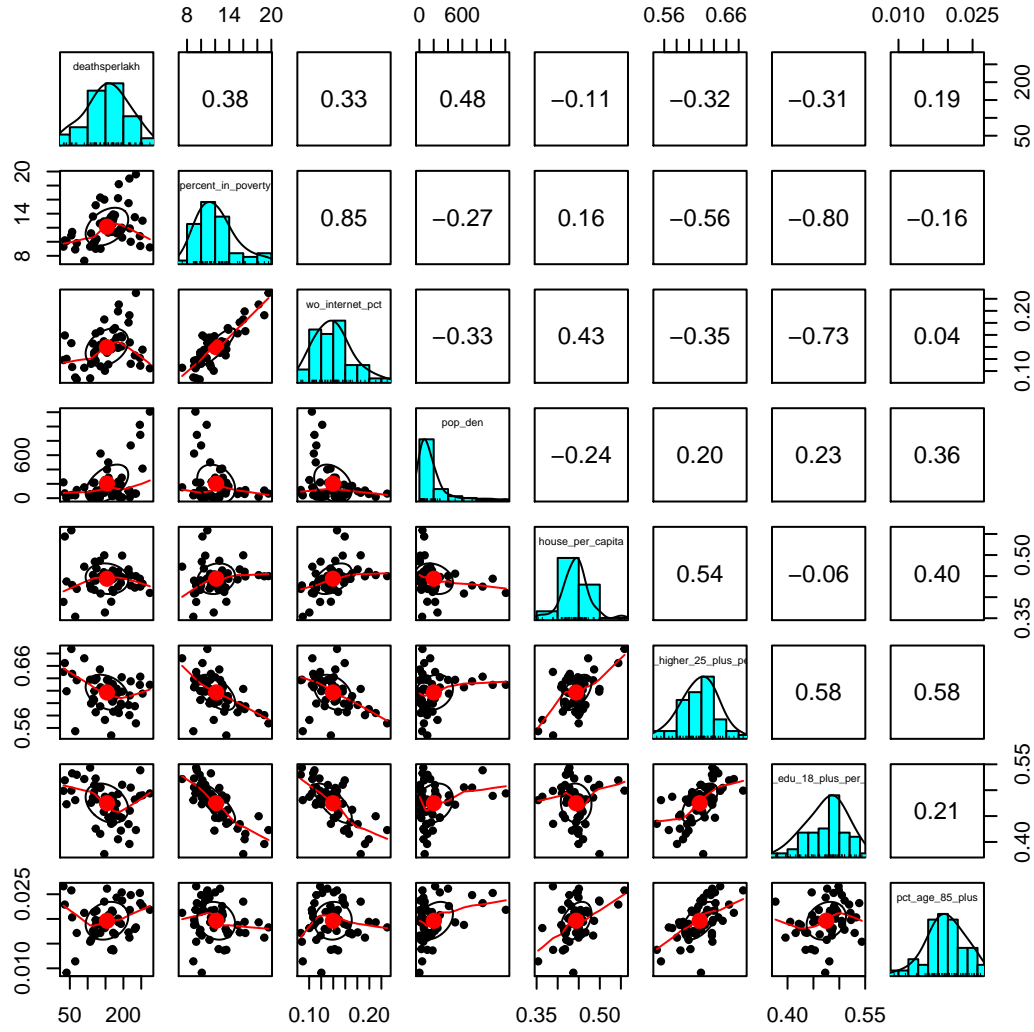 8 14 20 0 600 0.56 0.66 0.010 0.025
deathsperlakh 0.38 0.33 0.48 −0.11 −0.32 −0.31 0.19 50 200
8 14 20 percent_in_poverty 0.85 −0.27 0.16 −0.56 −0.80 −0.16
wo_internet_pct −0.33 0.43 −0.35 −0.73 0.04 0.10 0.20
0 600 pop_den −0.24 0.20 0.23 0.36
house_per_capita 0.54 −0.06 0.40 0.35 0.50
0.56 0.66 _higher_25_plus_pe 0.58 0.58
_edu_18_plus_per_ 0.21 0.40 0.55
0.010 0.025 pct_age_85_plus
50 200 0.10 0.20 0.35 0.50 0.40 0.55